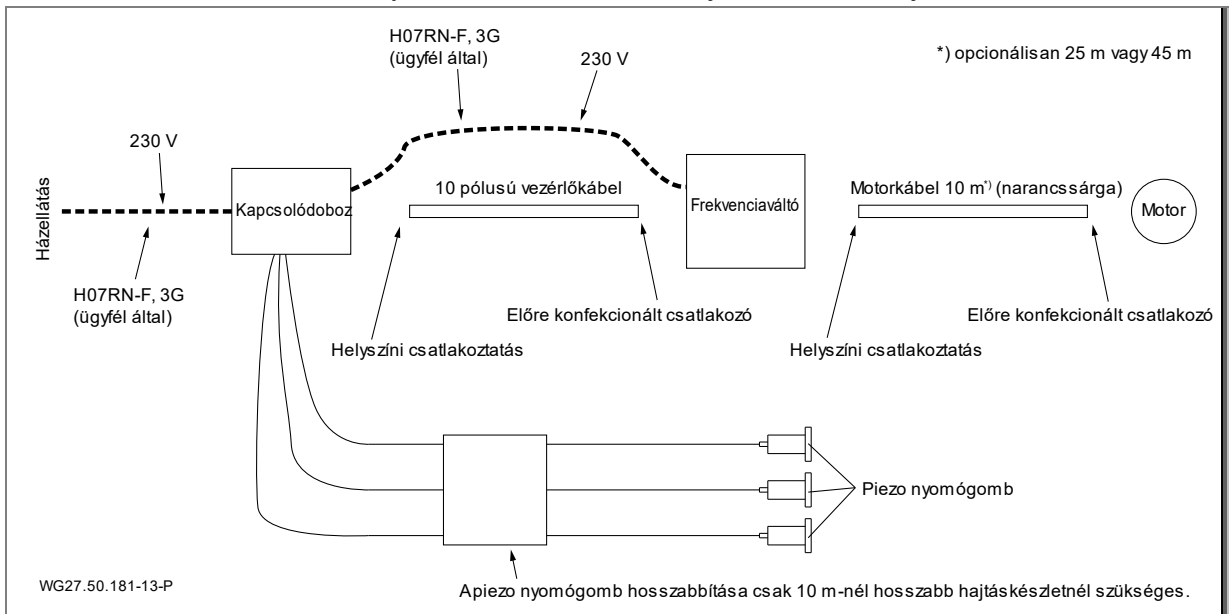 H07RN-F, 3G
(ügyfél által)
230 V
*) opcionálisan 25 m vagy 45 m
230 V
Házellátás
Kapcsolódoboz
10 pólusú vezérlőkábel
Frekvenciaváltó
Motorkábel 10 m*) (narancssárga)
Motor
H07RN-F, 3G
(ügyfél által)
Előre konfekcionált csatlakozó
Előre konfekcionált csatlakozó
Helyszíni csatlakoztatás
Helyszíni csatlakoztatás
Piezo nyomógomb
WG27.50.181-13-P
Apiezo nyomógomb hosszabbítása csak 10 m-nél hosszabb hajtáskészletnél szükséges.